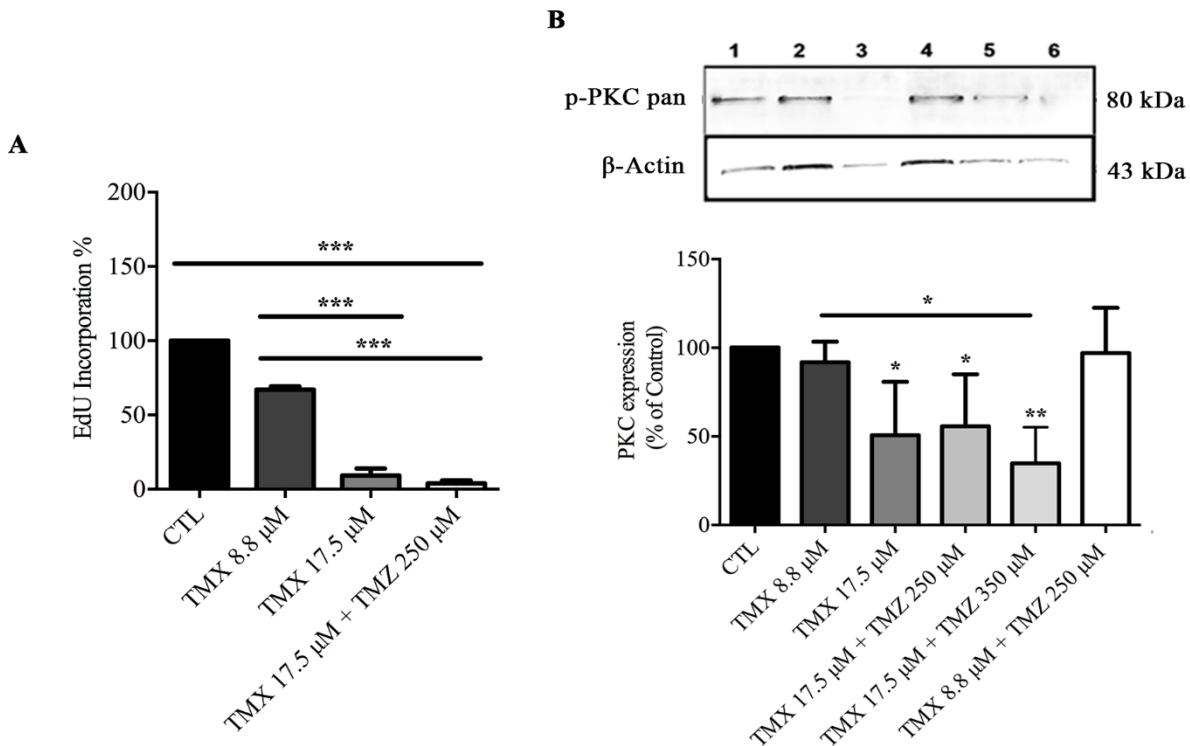 B
1 2 3 4 5 6
p-PKC pan 80 kDa
β-Actin 43 kDa
A
200
150
100
50
0
EdU Incorporation %
***
***
***
CTL
TMX 8.8 μM
TMX 17.5 μM
TMX 17.5 μM + TMZ 250 μM
150
100
50
0
PKC expression
(% of Control)
*
*
*
**
CTL
TMX 8.8 μM
TMX 17.5 μM
TMX 17.5 μM + TMZ 250 μM
TMX 17.5 μM + TMZ 350 μM
TMX 8.8 μM + TMZ 250 μM